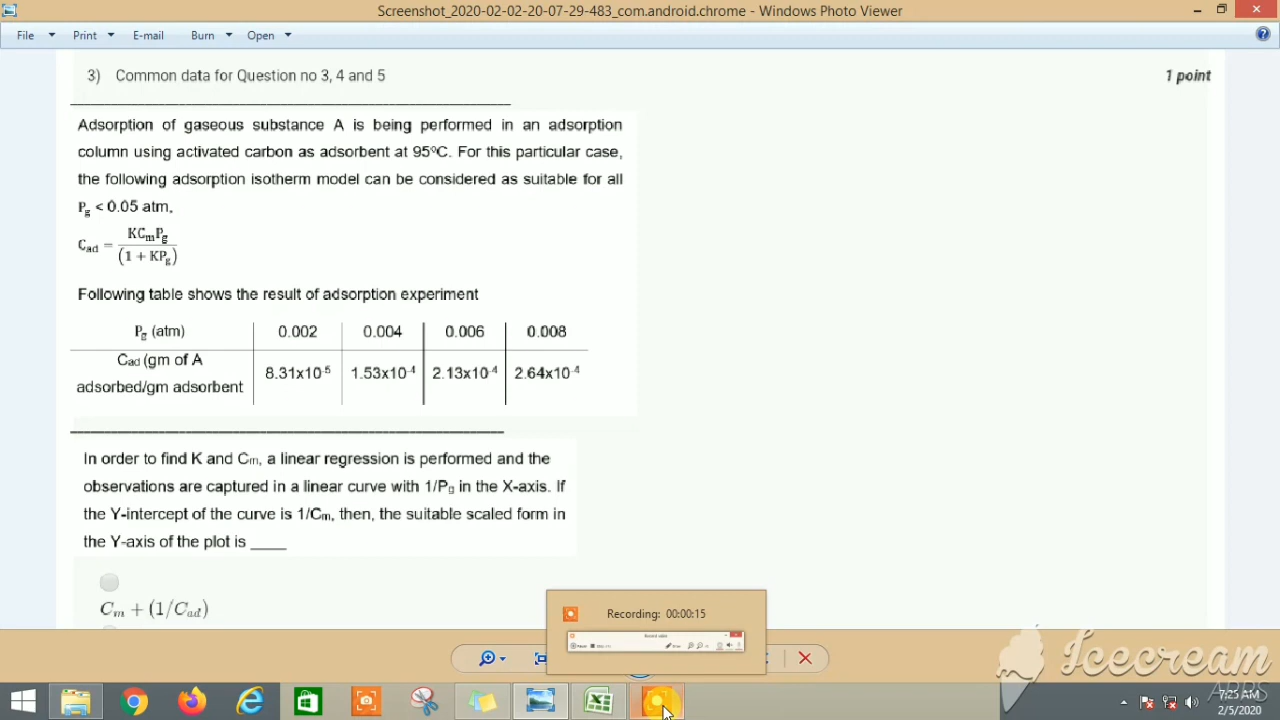 Screenshot_2020-02-02-20-07-29-483_com.android.chrome - Windows Photo Viewer
File Print E-mail Burn Open
3) Common data for Question no 3, 4 and 5 1 point
Adsorption of gaseous substance A is being performed in an adsorption
column using activated carbon as adsorbent at 95°C. For this particular case,
the following adsorption isotherm model can be considered as suitable for all
Pg < 0.05 atm.
Cad = KCmPg / (1 + KPg)
Following table shows the result of adsorption experiment
Pg (atm) 0.002 0.004 0.006 0.008
Cad (gm of A
adsorbed/gm adsorbent 8.31x10-5 1.53x10-4 2.13x10-4 2.64x10-4
In order to find K and Cm, a linear regression is performed and the
observations are captured in a linear curve with 1/Pg in the X-axis. If
the Y-intercept of the curve is 1/Cm, then, the suitable scaled form in
the Y-axis of the plot is ____
Cm + (1/Cad)
Recording: 00:00:15
Icecream
APPS
7:25 AM
2/5/2020